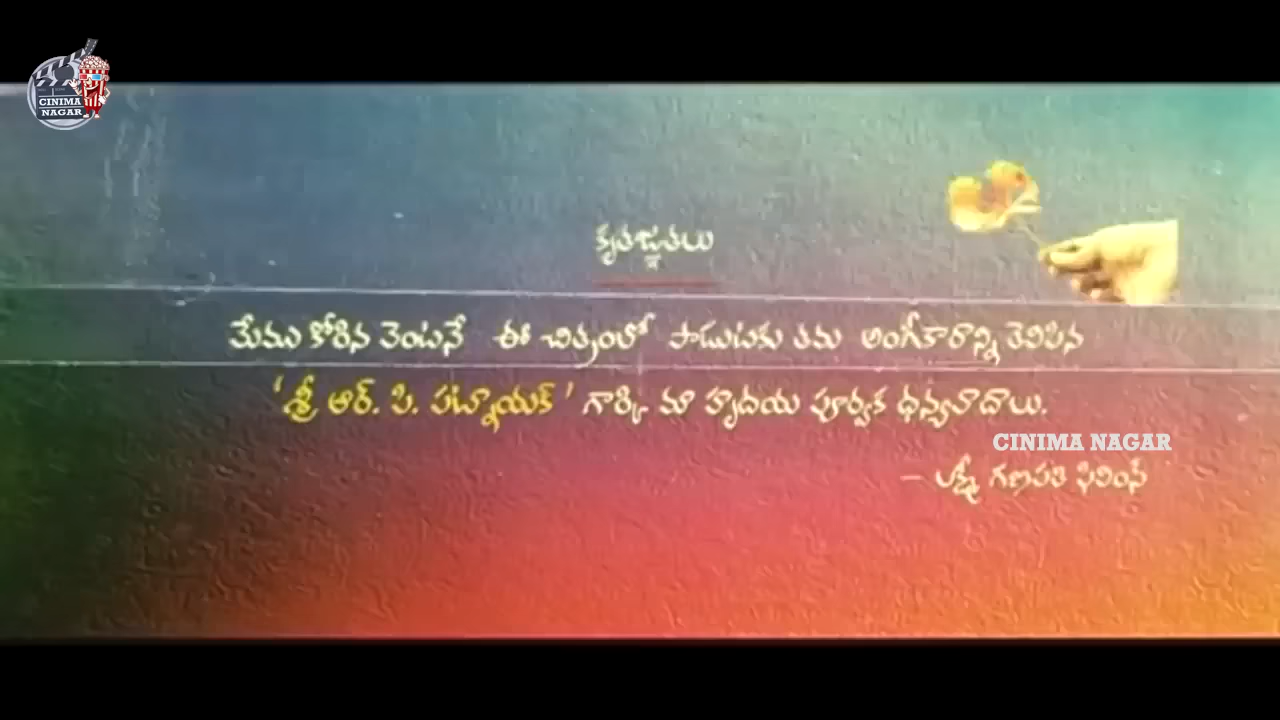 CINIMA
NAGAR
కృతజ్ఞతలు
మేము కోరిన వెంటనే ఈ చిత్రంలో పాడుటకు తమ అంగీకారాన్ని తెలిపిన
'శ్రీ ఆర్. పి. పట్నాయక్' గార్కి మా హృదయ పూర్వక ధన్యవాదాలు.
CINIMA NAGAR
– లక్ష్మీ గణపతి ఫిలింస్